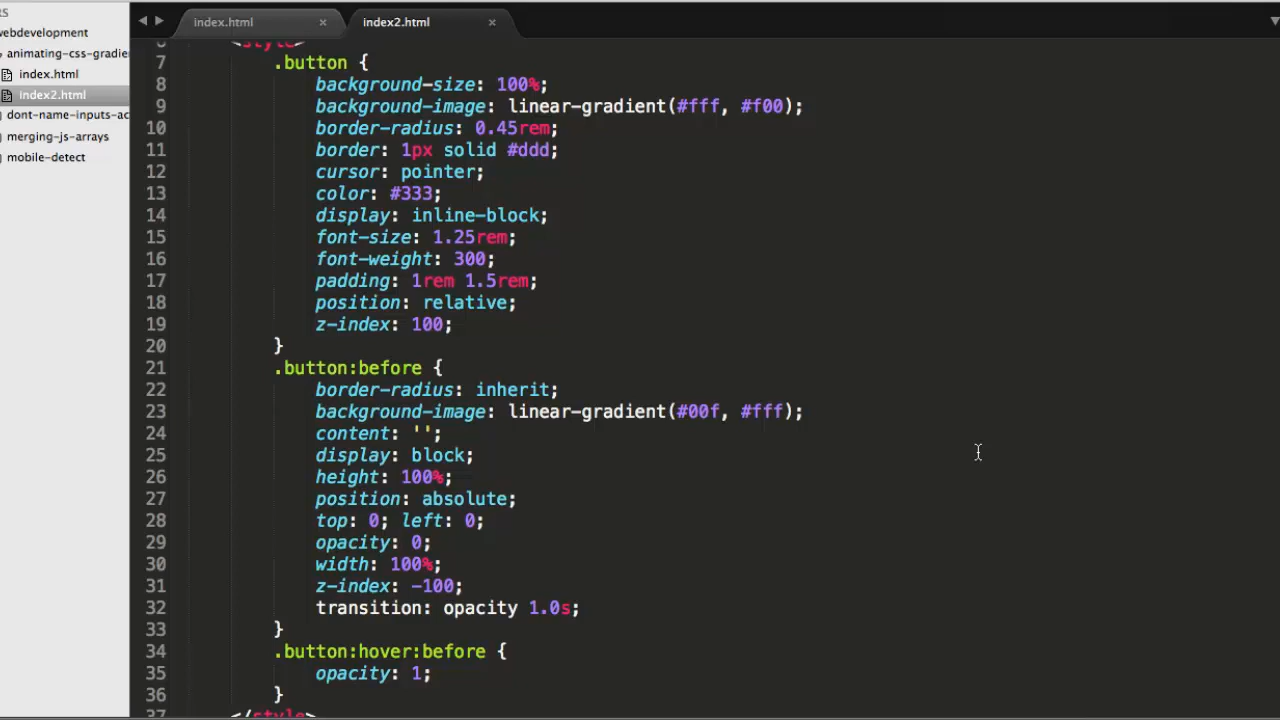 RS
index.html × index2.html ×
webdevelopment
animating-css-gradie
index.html
index2.html
dont-name-inputs-ac
merging-js-arrays
mobile-detect
6 <style>
7 .button {
8 background-size: 100%;
9 background-image: linear-gradient(#fff, #f00);
10 border-radius: 0.45rem;
11 border: 1px solid #ddd;
12 cursor: pointer;
13 color: #333;
14 display: inline-block;
15 font-size: 1.25rem;
16 font-weight: 300;
17 padding: 1rem 1.5rem;
18 position: relative;
19 z-index: 100;
20 }
21 .button:before {
22 border-radius: inherit;
23 background-image: linear-gradient(#00f, #fff);
24 content: '';
25 display: block;
26 height: 100%;
27 position: absolute;
28 top: 0; left: 0;
29 opacity: 0;
30 width: 100%;
31 z-index: -100;
32 transition: opacity 1.0s;
33 }
34 .button:hover:before {
35 opacity: 1;
36 }
37 </style>